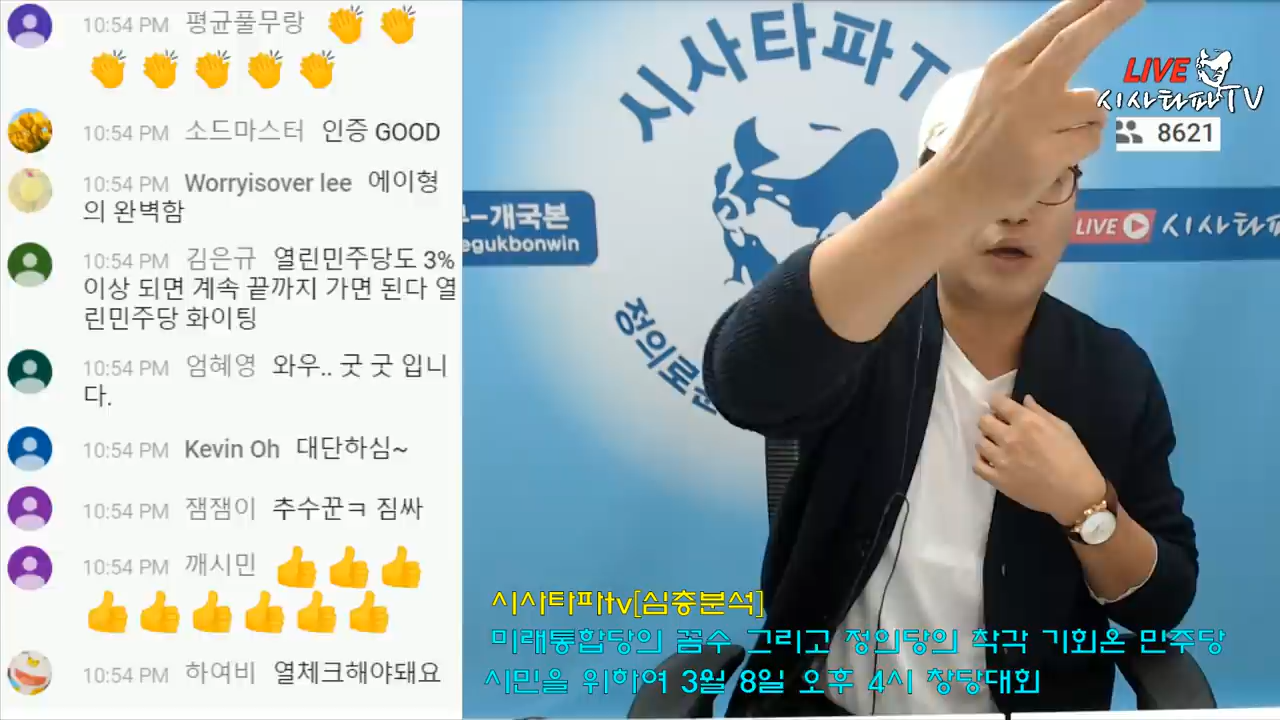 10:54 PM 평균풀무랑 👏 👏
👏 👏 👏 👏 👏
10:54 PM 소드마스터 인증 GOOD
10:54 PM Worryisover lee 에이형
의 완벽함
10:54 PM 김은규 열린민주당도 3%
이상 되면 계속 끝까지 가면 된다 열
린민주당 화이팅
10:54 PM 엄혜영 와우.. 굿 굿 입니
다.
10:54 PM Kevin Oh 대단하심~
10:54 PM 잼잼이 추수꾼ㅋ 짐싸
10:54 PM 깨시민 👍 👍 👍
👍 👍 👍 👍 👍 👍
10:54 PM 하여비 열체크해야돼요
시사타파T
LIVE
시사타파TV
8621
-개국본
egukbonwin
LIVE 시사타파
정의로운
시사타파tv[심층분석]
미래통합당의 꼼수 그리고 정의당의 착각 기회온 민주당
시민을 위하여 3월 8일 오후 4시 창당대회